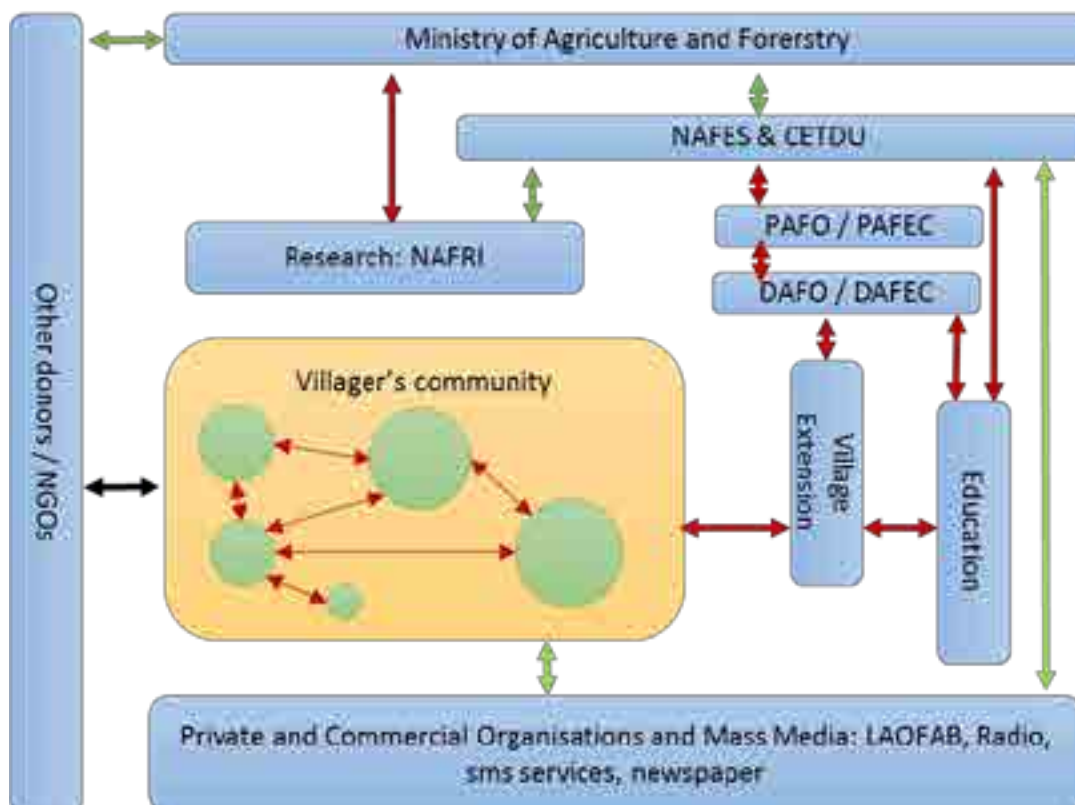 Ministry of Agriculture and Forerstry
NAFES & CETDU
PAFO / PAFEC
Research: NAFRI
DAFO / DAFEC
Other donors / NGOs
Villager's community
Village
Extension
Education
Private and Commercial Organisations and Mass Media: LAOFAB, Radio,
sms services, newspaper